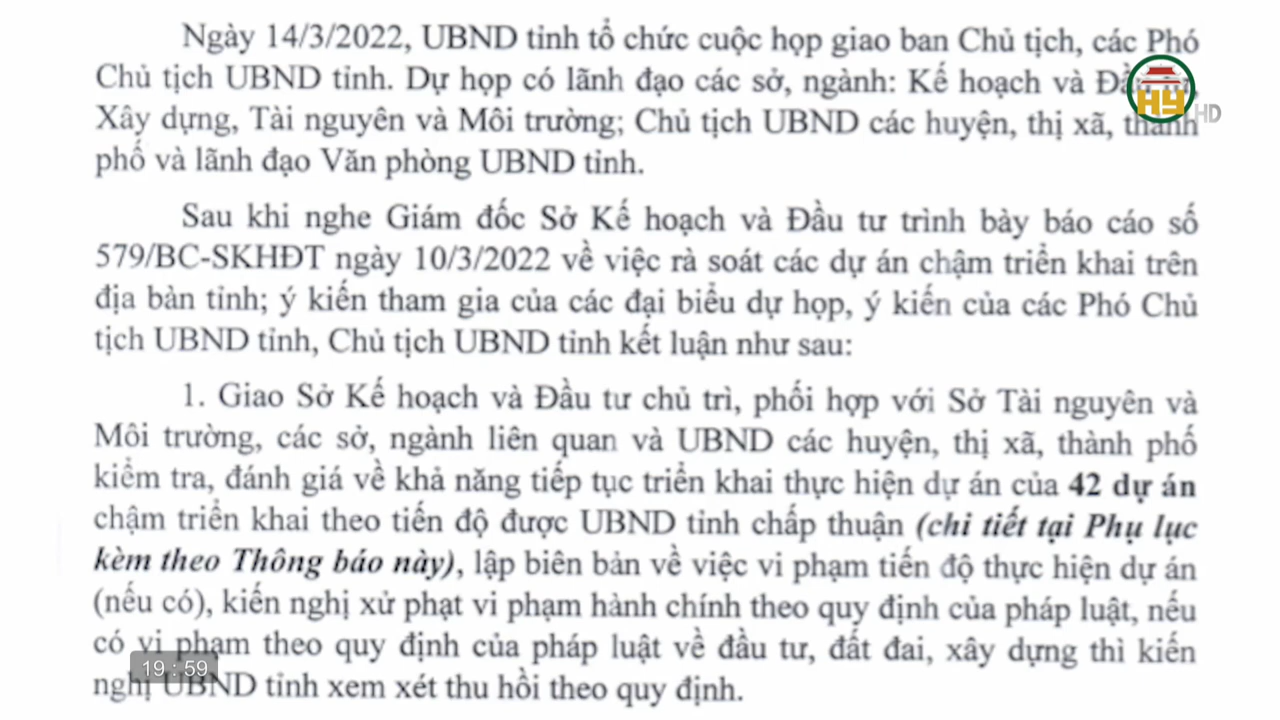 Ngày 14/3/2022, UBND tỉnh tổ chức cuộc họp giao ban Chủ tịch, các Phó
Chủ tịch UBND tỉnh. Dự họp có lãnh đạo các sở, ngành: Kế hoạch và Đầu tư,
Xây dựng, Tài nguyên và Môi trường; Chủ tịch UBND các huyện, thị xã, thành
phố và lãnh đạo Văn phòng UBND tỉnh.
HY HD
Sau khi nghe Giám đốc Sở Kế hoạch và Đầu tư trình bày báo cáo số
579/BC-SKHĐT ngày 10/3/2022 về việc rà soát các dự án chậm triển khai trên
địa bàn tỉnh; ý kiến tham gia của các đại biểu dự họp, ý kiến của các Phó Chủ
tịch UBND tỉnh, Chủ tịch UBND tỉnh kết luận như sau:
1. Giao Sở Kế hoạch và Đầu tư chủ trì, phối hợp với Sở Tài nguyên và
Môi trường, các sở, ngành liên quan và UBND các huyện, thị xã, thành phố
kiểm tra, đánh giá về khả năng tiếp tục triển khai thực hiện dự án của 42 dự án
chậm triển khai theo tiến độ được UBND tỉnh chấp thuận (chi tiết tại Phụ lục
kèm theo Thông báo này), lập biên bản về việc vi phạm tiến độ thực hiện dự án
(nếu có), kiến nghị xử phạt vi phạm hành chính theo quy định của pháp luật, nếu
có vi phạm theo quy định của pháp luật về đầu tư, đất đai, xây dựng thì kiến
nghị UBND tỉnh xem xét thu hồi theo quy định.
19:59